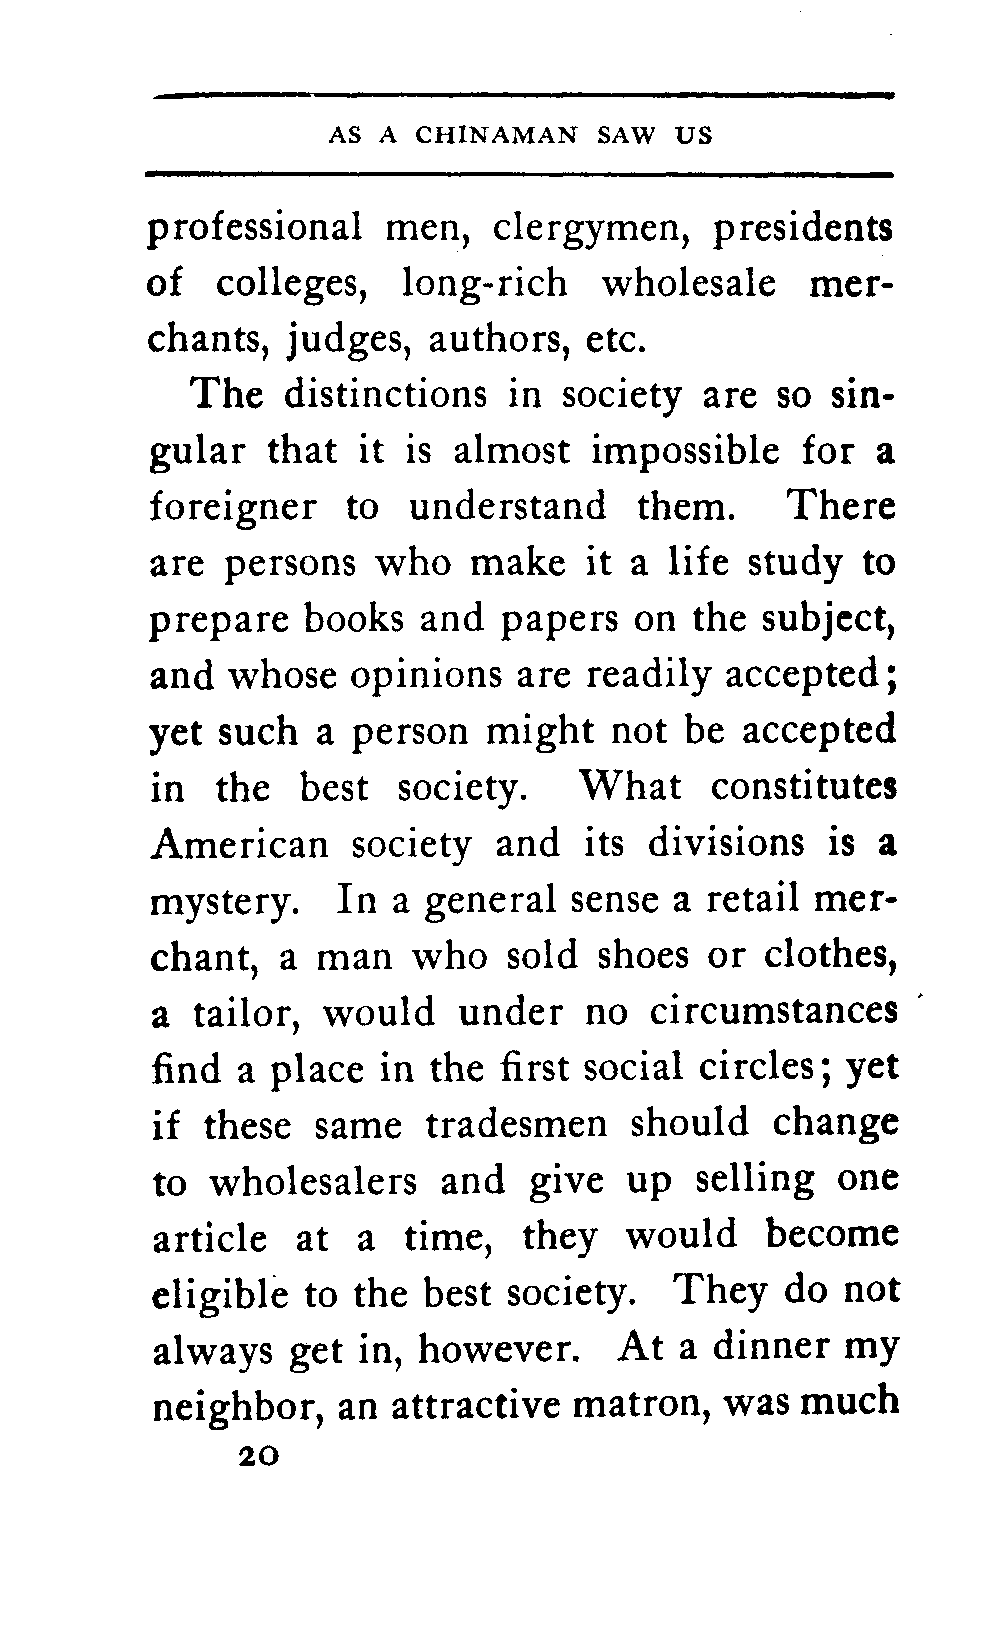 AS A CHINAMAN SAW US
professional men, clergymen, presidents
of colleges, long-rich wholesale mer-
chants, judges, authors, etc.
The distinctions in society are so sin-
gular that it is almost impossible for a
foreigner to understand them. There
are persons who make it a life study to
prepare books and papers on the subject,
and whose opinions are readily accepted;
yet such a person might not be accepted
in the best society. What constitutes
American society and its divisions is a
mystery. In a general sense a retail mer-
chant, a man who sold shoes or clothes,
a tailor, would under no circumstances
find a place in the first social circles; yet
if these same tradesmen should change
to wholesalers and give up selling one
article at a time, they would become
eligible to the best society. They do not
always get in, however. At a dinner my
neighbor, an attractive matron, was much
20